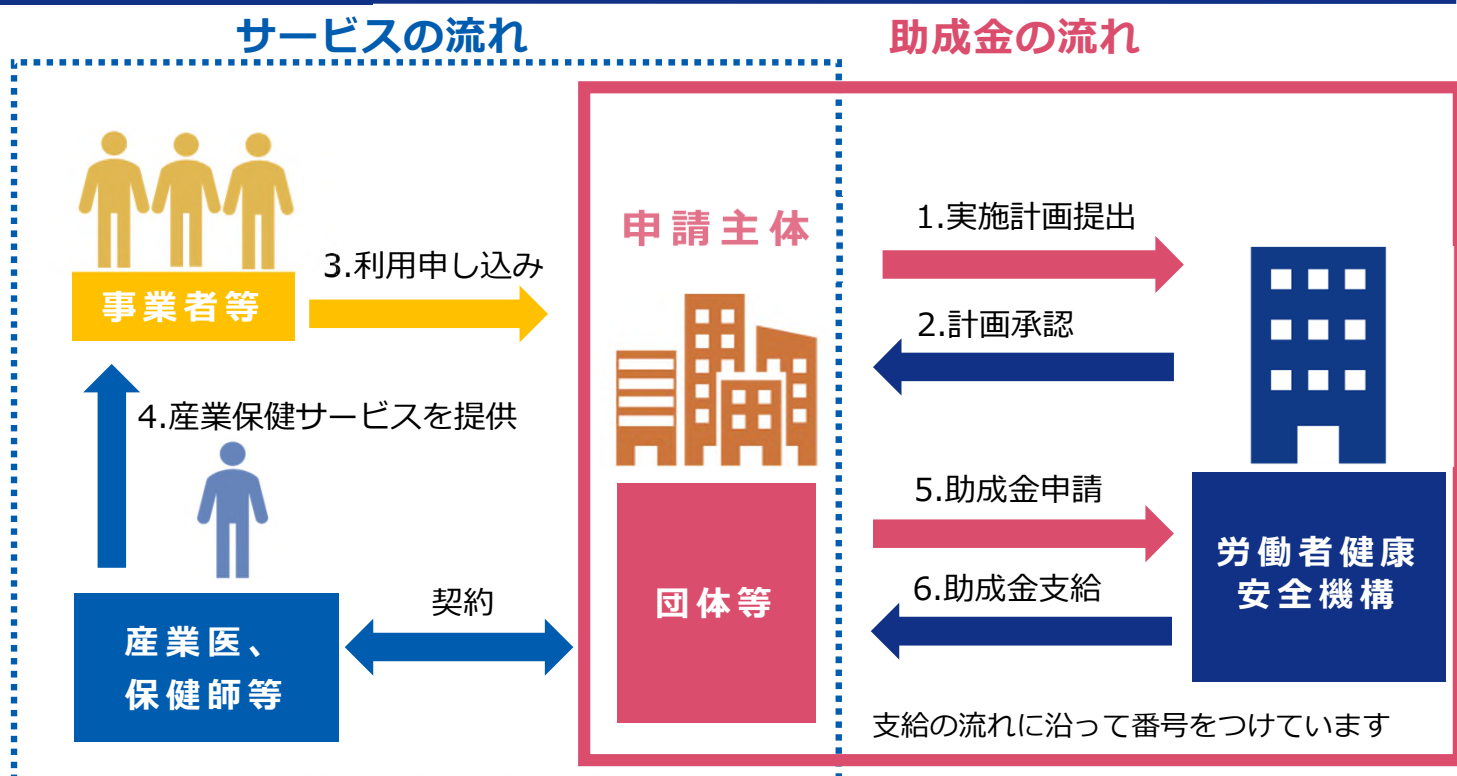 サービスの流れ
助成金の流れ
申請主体
1.実施計画提出
3.利用申し込み
事業者等
2.計画承認
4.産業保健サービスを提供
5.助成金申請
労働者健康
安全機構
6.助成金支給
契約
団体等
産業医、
保健師等
支給の流れに沿って番号をつけています